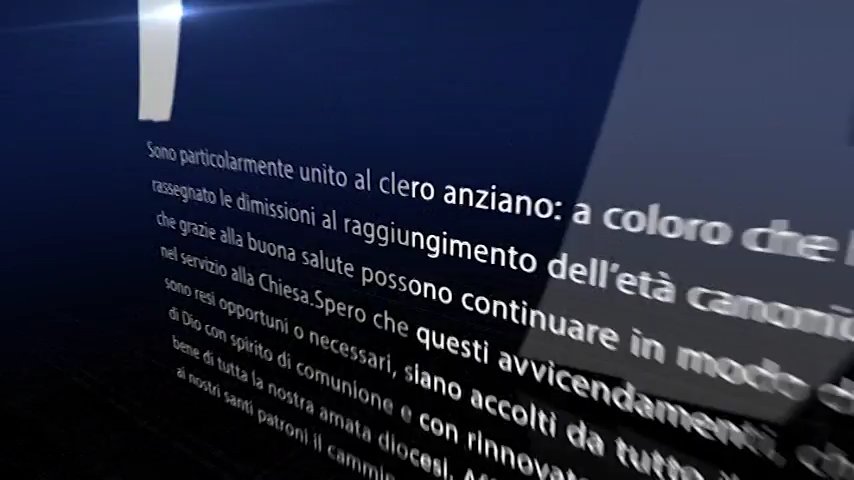 Sono particolarmente unito al clero anziano: a coloro che
rassegnato le dimissioni al raggiungimento dell'età
che grazie alla buona salute possono continuare in modo
nel servizio alla Chiesa.Spero che questi avvicendamenti,
sono resi opportuni o necessari, siano accolti da tutto
di Dio con spirito di comunione e con
bene di tutta la nostra amata diocesi.
ai nostri santi patroni il